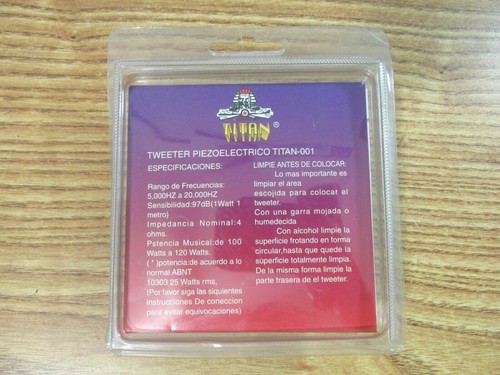 TITAN ®
TWEETER PIEZOELECTRICO TITAN-001
ESPECIFICACIONES:
Rango de Frecuencias:
5,000HZ a 20,000HZ
Sensibilidad:97dB(1Watt 1
metro)
Impedancia Nominal:4
ohms.
Pstencia Musical:de 100
Watts a 120 Watts.
( * )potencia:de acuerdo a lo
normal ABNT
10303 25 Watts rms,
(Por favor siga las siguientes
instrucciones De coneccion
para evitar equivocaciones)
LIMPIE ANTES DE COLOCAR:
Lo mas importante es
limpiar el area
escojida para colocar el
tweeter.
Con una garra mojada o
humedecida
Con alcohol limpie la
superficie frotando en forma
circular,hasta que quede la
superficie totalmente limpia.
De la misma forma limpie la
parte trasera de el tweeter.